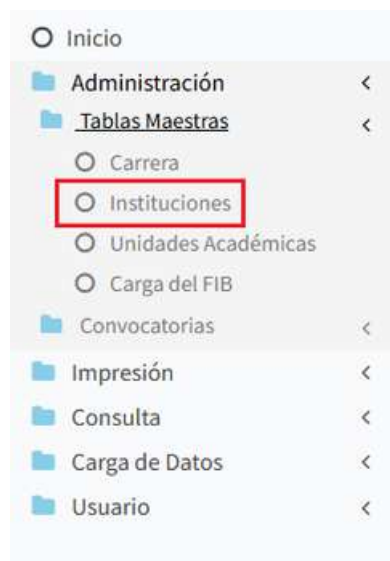 Inicio
Administración
Tablas Maestras
Carrera
Instituciones
Unidades Académicas
Carga del FIB
Convocatorias
Impresión
Consulta
Carga de Datos
Usuario